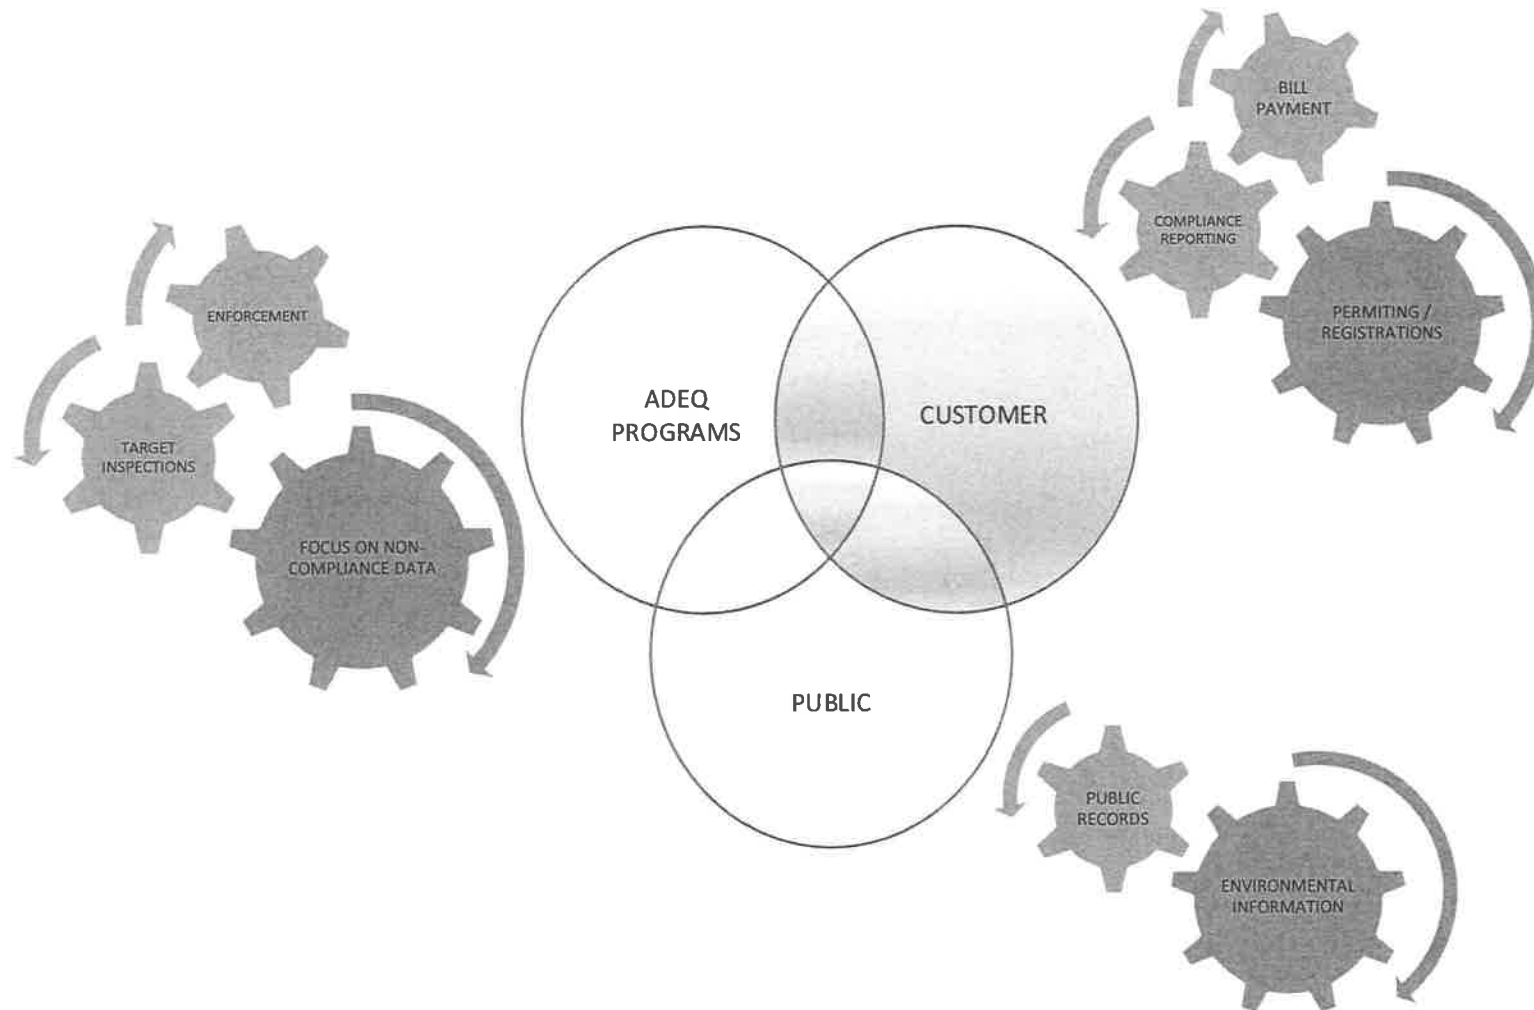 BILL
PAYMENT
COMPLIANCE
REPORTING
PERMITING /
REGISTRATIONS
ENFORCEMENT
TARGET
INSPECTIONS
FOCUS ON NON-
COMPLIANCE DATA
ADEQ
PROGRAMS
CUSTOMER
PUBLIC
PUBLIC
RECORDS
ENVIRONMENTAL
INFORMATION